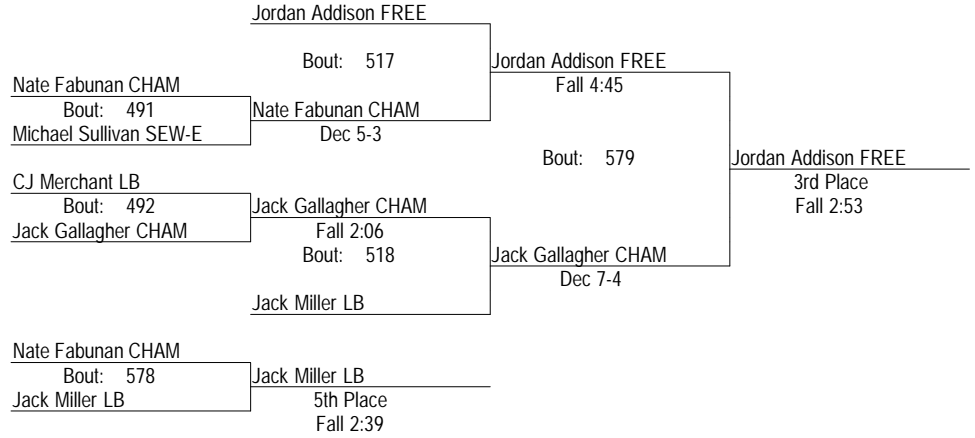 Jordan Addison FREE
Bout: 517
Jordan Addison FREE
Nate Fabunan CHAM
Fall 4:45
Bout: 491
Nate Fabunan CHAM
Michael Sullivan SEW-E
Dec 5-3
Bout: 579
Jordan Addison FREE
CJ Merchant LB
3rd Place
Bout: 492
Jack Gallagher CHAM
Fall 2:53
Jack Gallagher CHAM
Fall 2:06
Bout: 518
Jack Gallagher CHAM
Dec 7-4
Jack Miller LB
Nate Fabunan CHAM
Bout: 578
Jack Miller LB
Jack Miller LB
5th Place
Fall 2:39